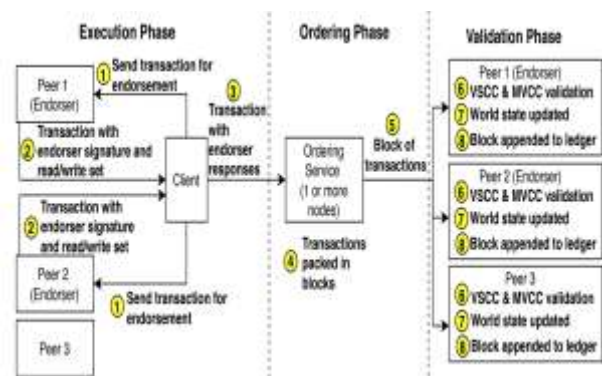 Execution Phase
Ordering Phase
Validation Phase
Peer 1
(Endorser)
1 Send transaction for
endorsement
2 Transaction with
endorser signature and
read/write set
Client
3
Transaction
with
endorser
responses
2 Transaction with
endorser signature
and read/write set
Peer 2
(Endorser)
1 Send transaction for
endorsement
Peer 3
Ordering
Service
(1 or more
nodes)
4 Transactions
packed in
blocks
5
Block of
transactions
Peer 1 (Endorser)
6 VSCC & MVCC validation
7 World state updated
8 Block appended to ledger
Peer 2 (Endorser)
6 VSCC & MVCC validation
7 World state updated
8 Block appended to ledger
Peer 3
6 VSCC & MVCC validation
7 World state updated
8 Block appended to ledger